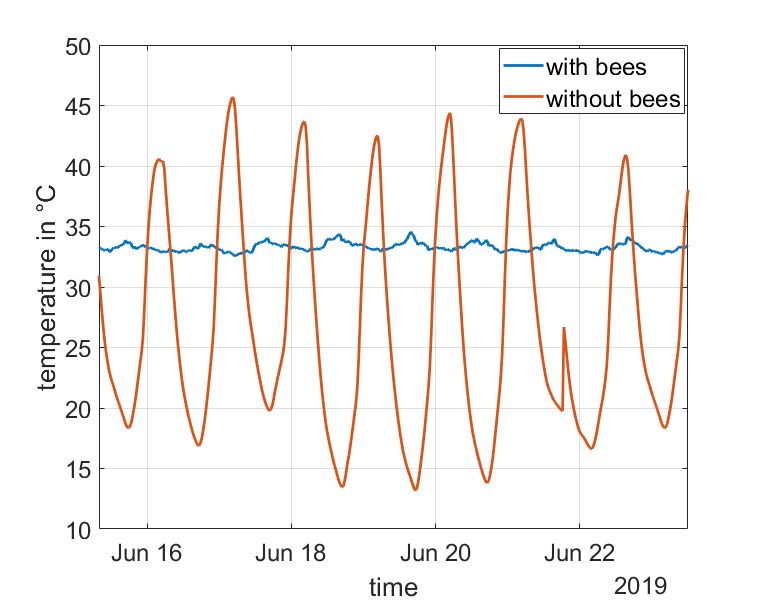 50
45
40
35
30
25
20
15
10
temperature in °C
with bees
without bees
Jun 16
Jun 18
Jun 20
Jun 22
time
2019